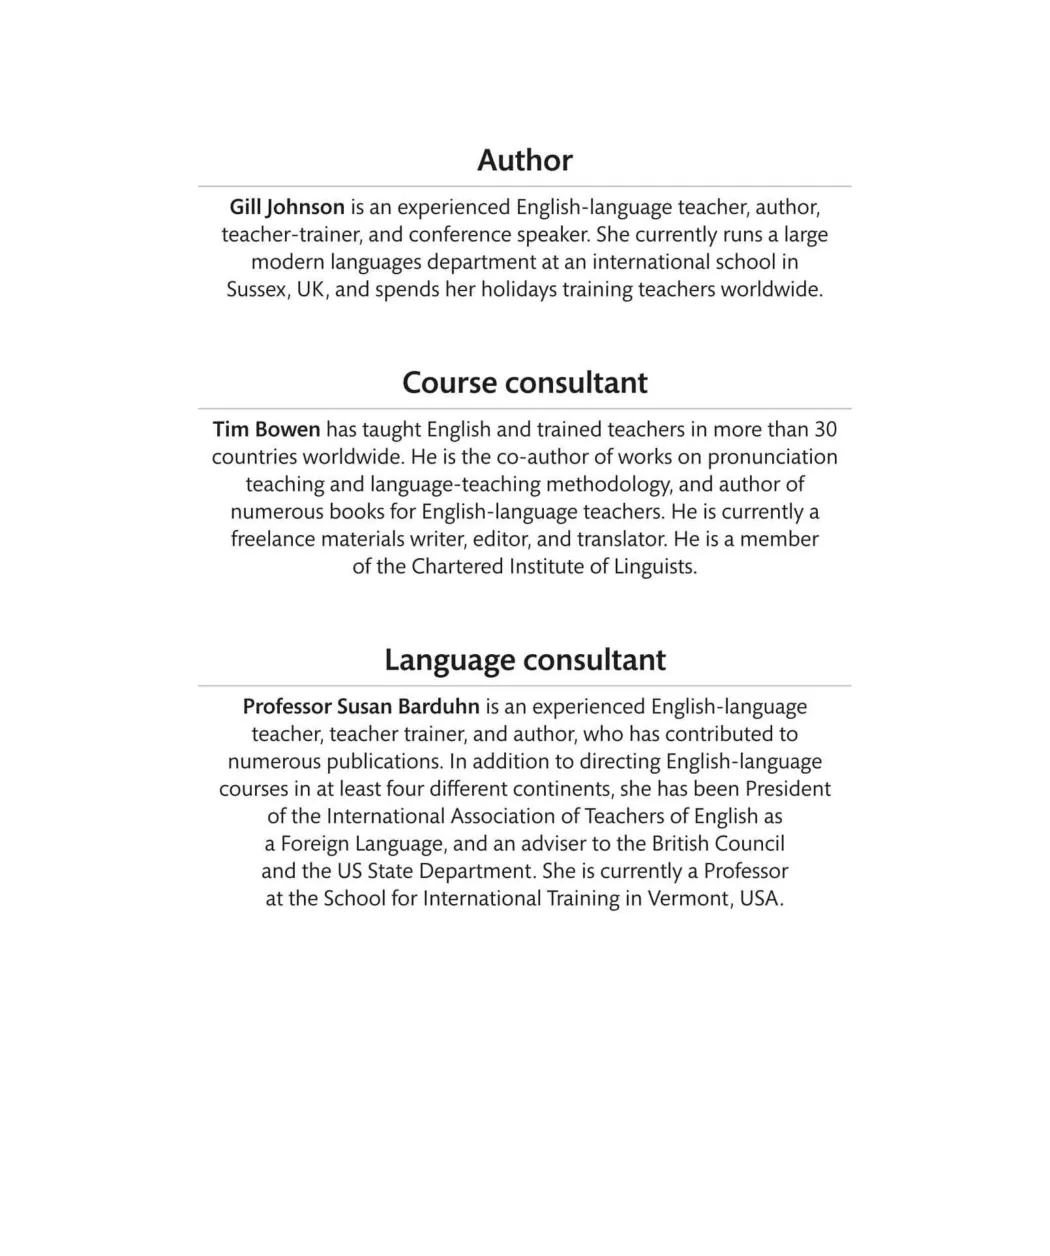 Author
Gill Johnson is an experienced English-language teacher, author,
teacher-trainer, and conference speaker. She currently runs a large
modern languages department at an international school in
Sussex, UK, and spends her holidays training teachers worldwide.
Course consultant
Tim Bowen has taught English and trained teachers in more than 30
countries worldwide. He is the co-author of works on pronunciation
teaching and language-teaching methodology, and author of
numerous books for English-language teachers. He is currently a
freelance materials writer, editor, and translator. He is a member
of the Chartered Institute of Linguists.
Language consultant
Professor Susan Barduhn is an experienced English-language
teacher, teacher trainer, and author, who has contributed to
numerous publications. In addition to directing English-language
courses in at least four different continents, she has been President
of the International Association of Teachers of English as
a Foreign Language, and an adviser to the British Council
and the US State Department. She is currently a Professor
at the School for International Training in Vermont, USA.